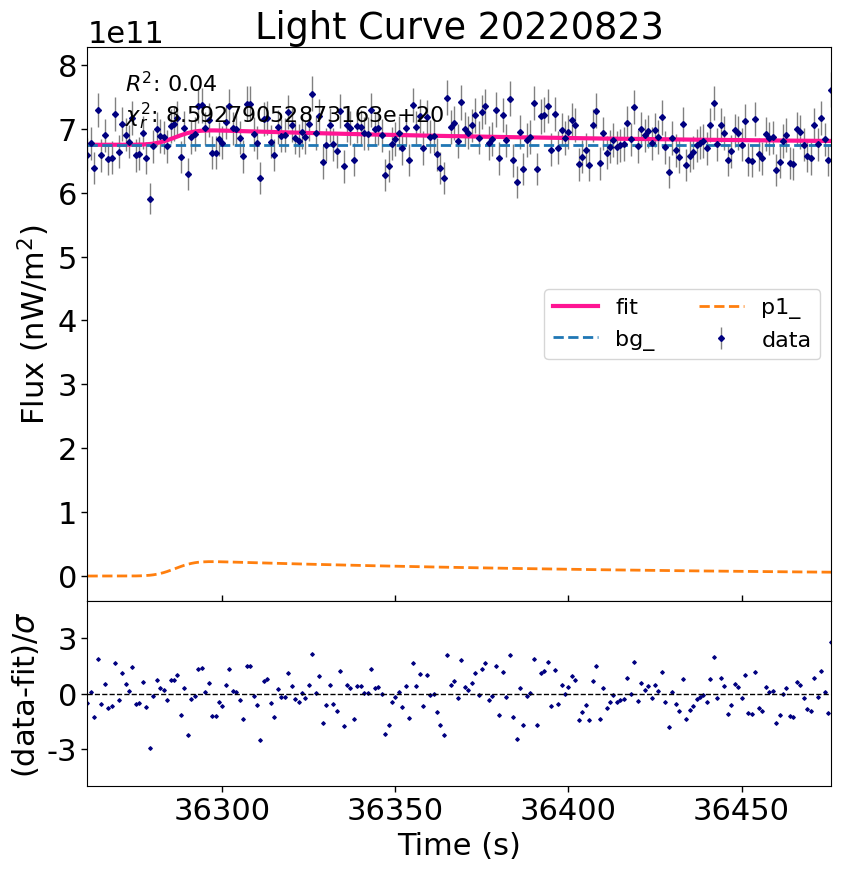 Light Curve 20220823
1e11
R²: 0.04
χ²ᵣ: 8.592790528731​63e+20
8
7
6
5
4
3
2
1
0
Flux (nW/m²)
fit
p1_
bg_
data
3
0
-3
(data-fit)/σ
36300
36350
36400
36450
Time (s)